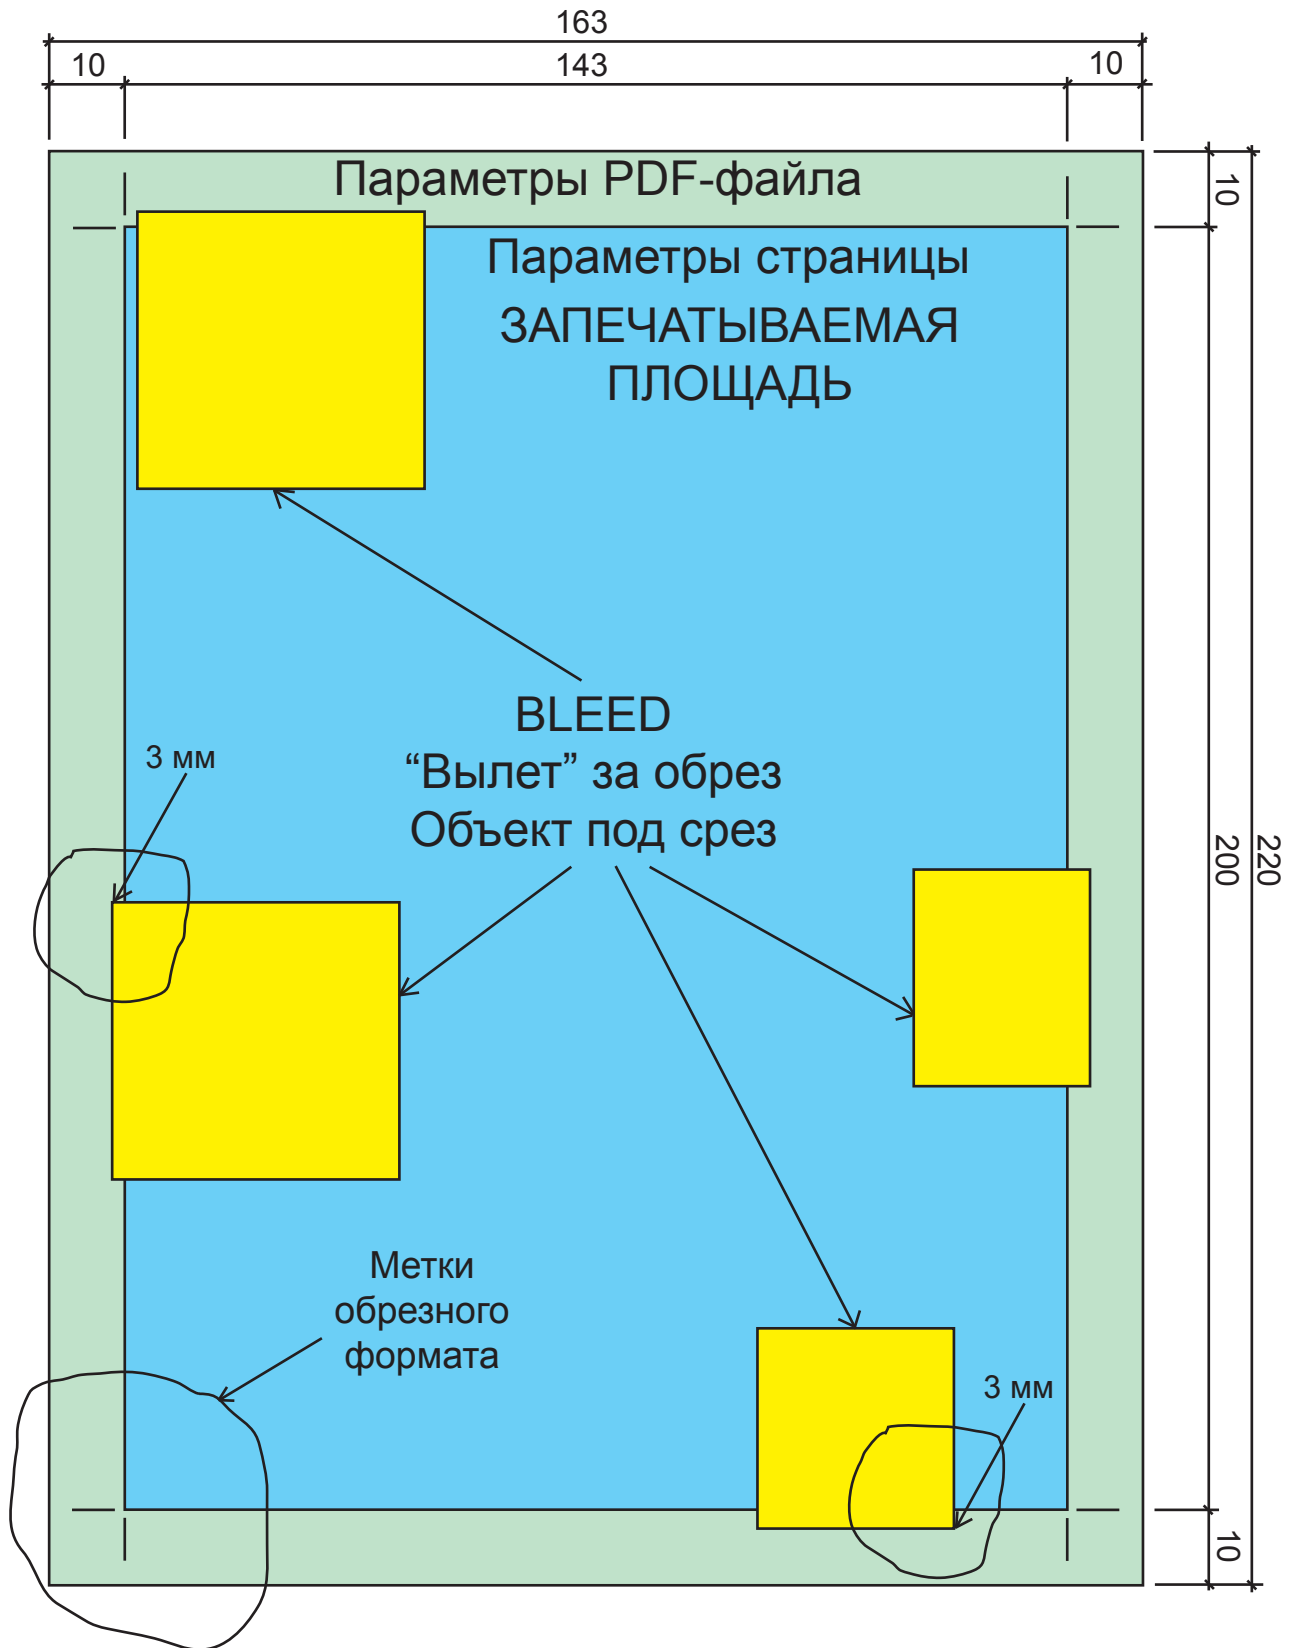 163
10 143 10
Параметры PDF-файла
10
Параметры страницы
ЗАПЕЧАТЫВАЕМАЯ
ПЛОЩАДЬ
BLEED
“Вылет” за обрез
Объект под срез
3 мм
200
220
Метки
обрезного
формата
3 мм
10